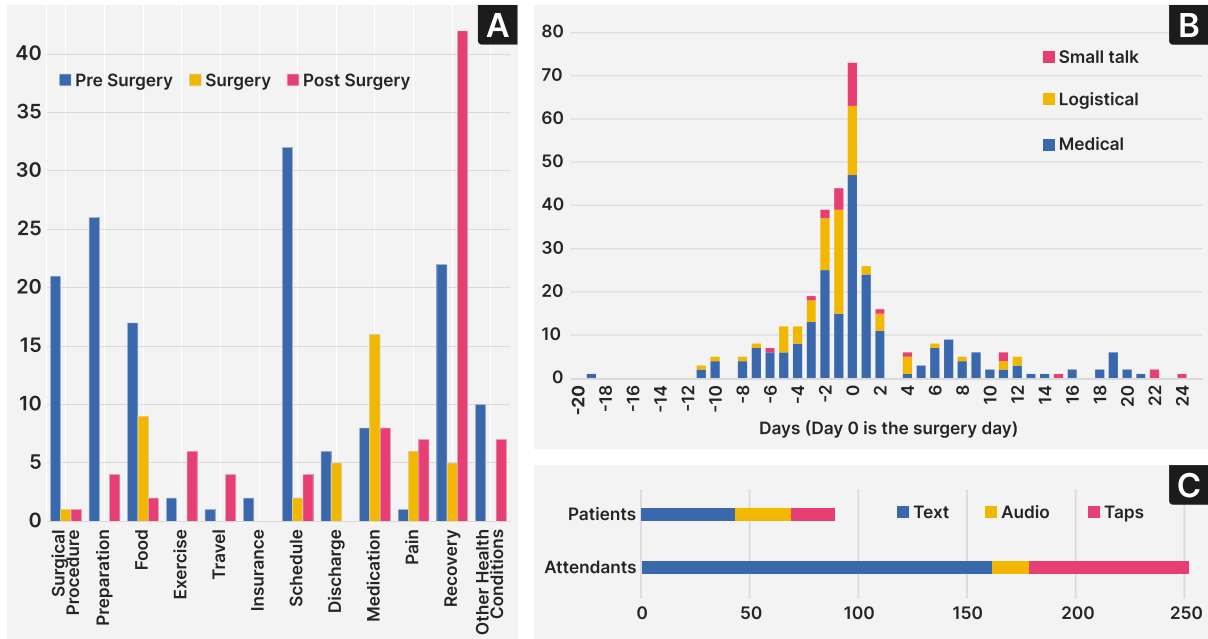 A
40
35
30
25
20
15
10
5
0
Pre Surgery Surgery Post Surgery
Surgical
Procedure
Preparation
Food
Exercise
Travel
Insurance
Schedule
Discharge
Medication
Pain
Recovery
Other Health
Conditions
B
80
70
60
50
40
30
20
10
0
Small talk
Logistical
Medical
-20 -18 -16 -14 -12 -10 -8 -6 -4 -2 0 2 4 6 8 10 12 14 16 18 20 22 24
Days (Day 0 is the surgery day)
C
Text Audio Taps
Patients
Attendants
0 50 100 150 200 250